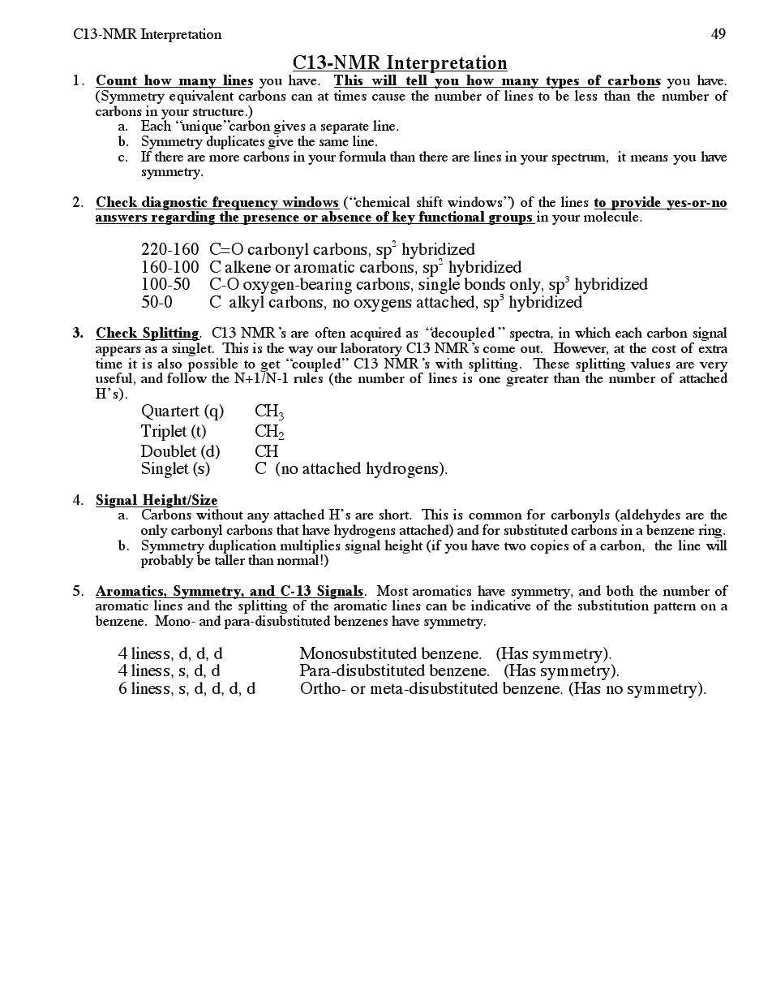 C13-NMR Interpretation 49
C13-NMR Interpretation
1. Count how many lines you have. This will tell you how many types of carbons you have.
(Symmetry equivalent carbons can at times cause the number of lines to be less than the number of
carbons in your structure.)
a. Each “unique”carbon gives a separate line.
b. Symmetry duplicates give the same line.
c. If there are more carbons in your formula than there are lines in your spectrum, it means you have
symmetry.
2. Check diagnostic frequency windows (“chemical shift windows”) of the lines to provide yes-or-no
answers regarding the presence or absence of key functional groups in your molecule.
220-160 C=O carbonyl carbons, sp² hybridized
160-100 C alkene or aromatic carbons, sp² hybridized
100-50 C-O oxygen-bearing carbons, single bonds only, sp³ hybridized
50-0 C alkyl carbons, no oxygens attached, sp³ hybridized
3. Check Splitting. C13 NMR’s are often acquired as “decoupled” spectra, in which each carbon signal
appears as a singlet. This is the way our laboratory C13 NMR’s come out. However, at the cost of extra
time it is also possible to get “coupled” C13 NMR’s with splitting. These splitting values are very
useful, and follow the N+1/N-1 rules (the number of lines is one greater than the number of attached
H’s).
Quartert (q) CH₃
Triplet (t) CH₂
Doublet (d) CH
Singlet (s) C (no attached hydrogens).
4. Signal Height/Size
a. Carbons without any attached H’s are short. This is common for carbonyls (aldehydes are the
only carbonyl carbons that have hydrogens attached) and for substituted carbons in a benzene ring.
b. Symmetry duplication multiplies signal height (if you have two copies of a carbon, the line will
probably be taller than normal!)
5. Aromatics, Symmetry, and C-13 Signals. Most aromatics have symmetry, and both the number of
aromatic lines and the splitting of the aromatic lines can be indicative of the substitution pattern on a
benzene. Mono- and para-disubstituted benzenes have symmetry.
4 liness, d, d, d Monosubstituted benzene. (Has symmetry).
4 liness, s, d, d Para-disubstituted benzene. (Has symmetry).
6 liness, s, d, d, d, d Ortho- or meta-disubstituted benzene. (Has no symmetry).